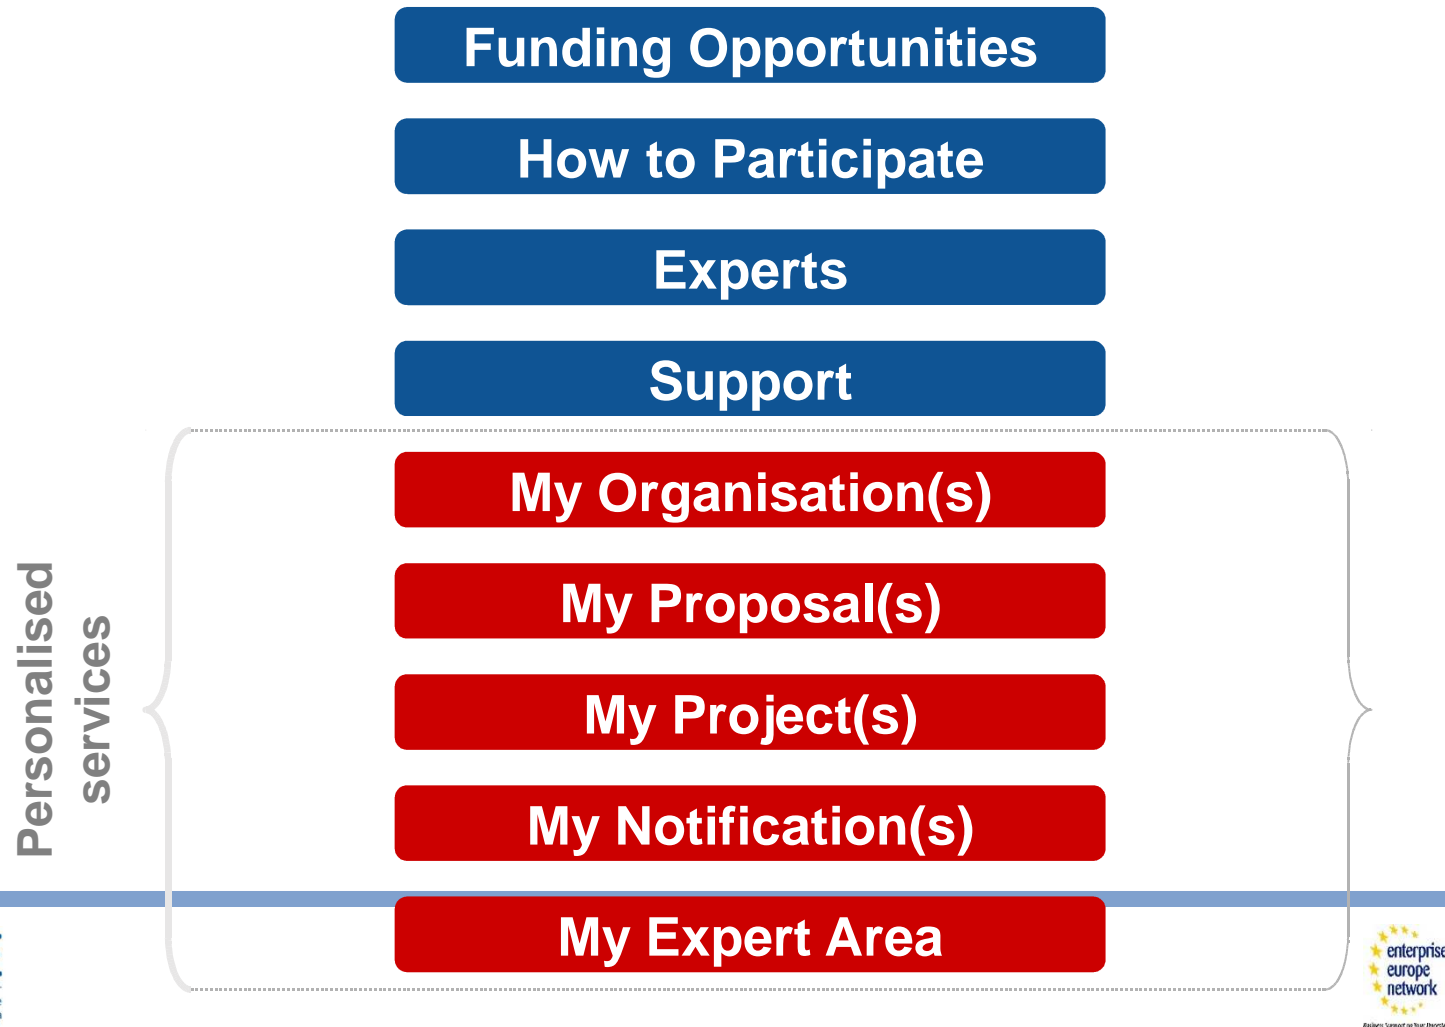 Funding Opportunities
How to Participate
Experts
Support
Personalised
services
My Organisation(s)
My Proposal(s)
My Project(s)
My Notification(s)
My Expert Area
enterprise
europe
network